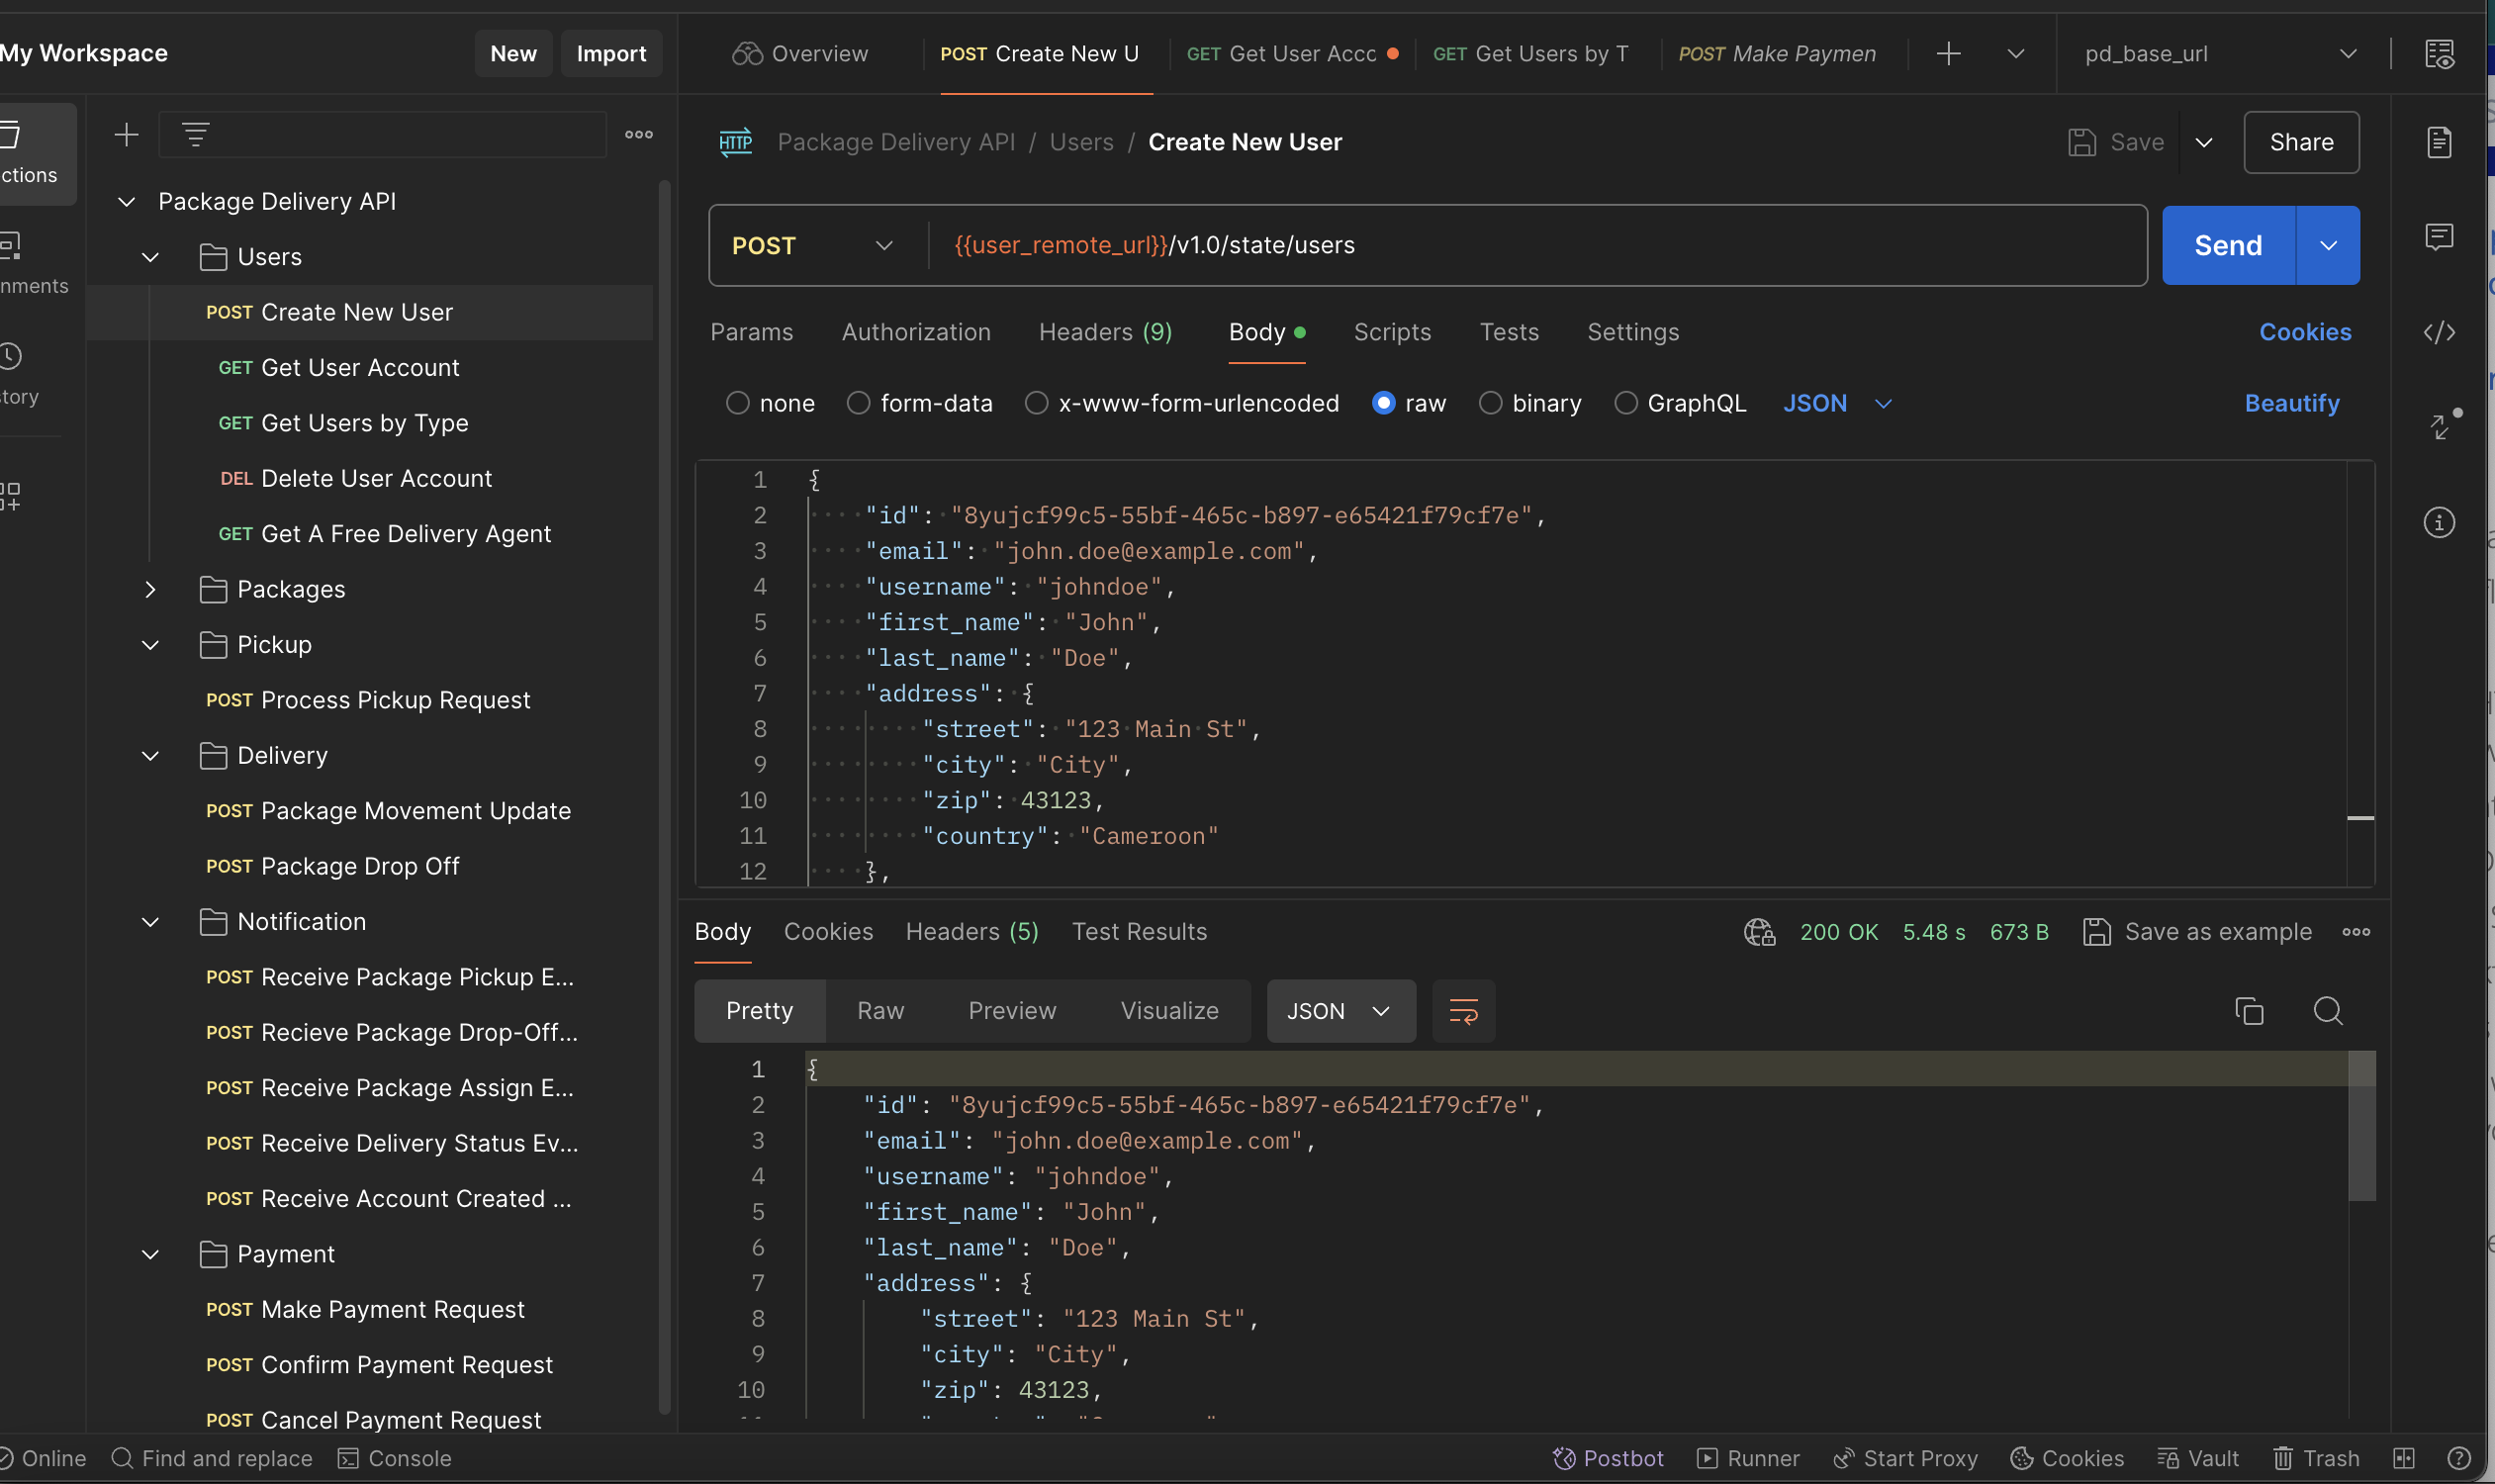 My Workspace
New
Import
Overview
POST Create New U
GET Get User Acc
GET Get Users by T
POST Make Paymen
pd_base_url
ctions
nments
tory
Package Delivery API
Users
POST Create New User
GET Get User Account
GET Get Users by Type
DEL Delete User Account
GET Get A Free Delivery Agent
Packages
Pickup
POST Process Pickup Request
Delivery
POST Package Movement Update
POST Package Drop Off
Notification
POST Receive Package Pickup E...
POST Recieve Package Drop-Off...
POST Receive Package Assign E...
POST Receive Delivery Status Ev...
POST Receive Account Created ...
Payment
POST Make Payment Request
POST Confirm Payment Request
POST Cancel Payment Request
HTTP Package Delivery API / Users / Create New User
Save
Share
POST {{user_remote_url}}/v1.0/state/users
Send
Params Authorization Headers (9) Body Scripts Tests Settings Cookies
none form-data x-www-form-urlencoded raw binary GraphQL JSON Beautify
1 {
2 "id": "8yujcf99c5-55bf-465c-b897-e65421f79cf7e",
3 "email": "john.doe@example.com",
4 "username": "johndoe",
5 "first_name": "John",
6 "last_name": "Doe",
7 "address": {
8 "street": "123 Main St",
9 "city": "City",
10 "zip": 43123,
11 "country": "Cameroon"
12 },
Body Cookies Headers (5) Test Results
200 OK 5.48 s 673 B Save as example
Pretty Raw Preview Visualize JSON
1 {
2 "id": "8yujcf99c5-55bf-465c-b897-e65421f79cf7e",
3 "email": "john.doe@example.com",
4 "username": "johndoe",
5 "first_name": "John",
6 "last_name": "Doe",
7 "address": {
8 "street": "123 Main St",
9 "city": "City",
10 "zip": 43123,
Online
Find and replace
Console
Postbot
Runner
Start Proxy
Cookies
Vault
Trash